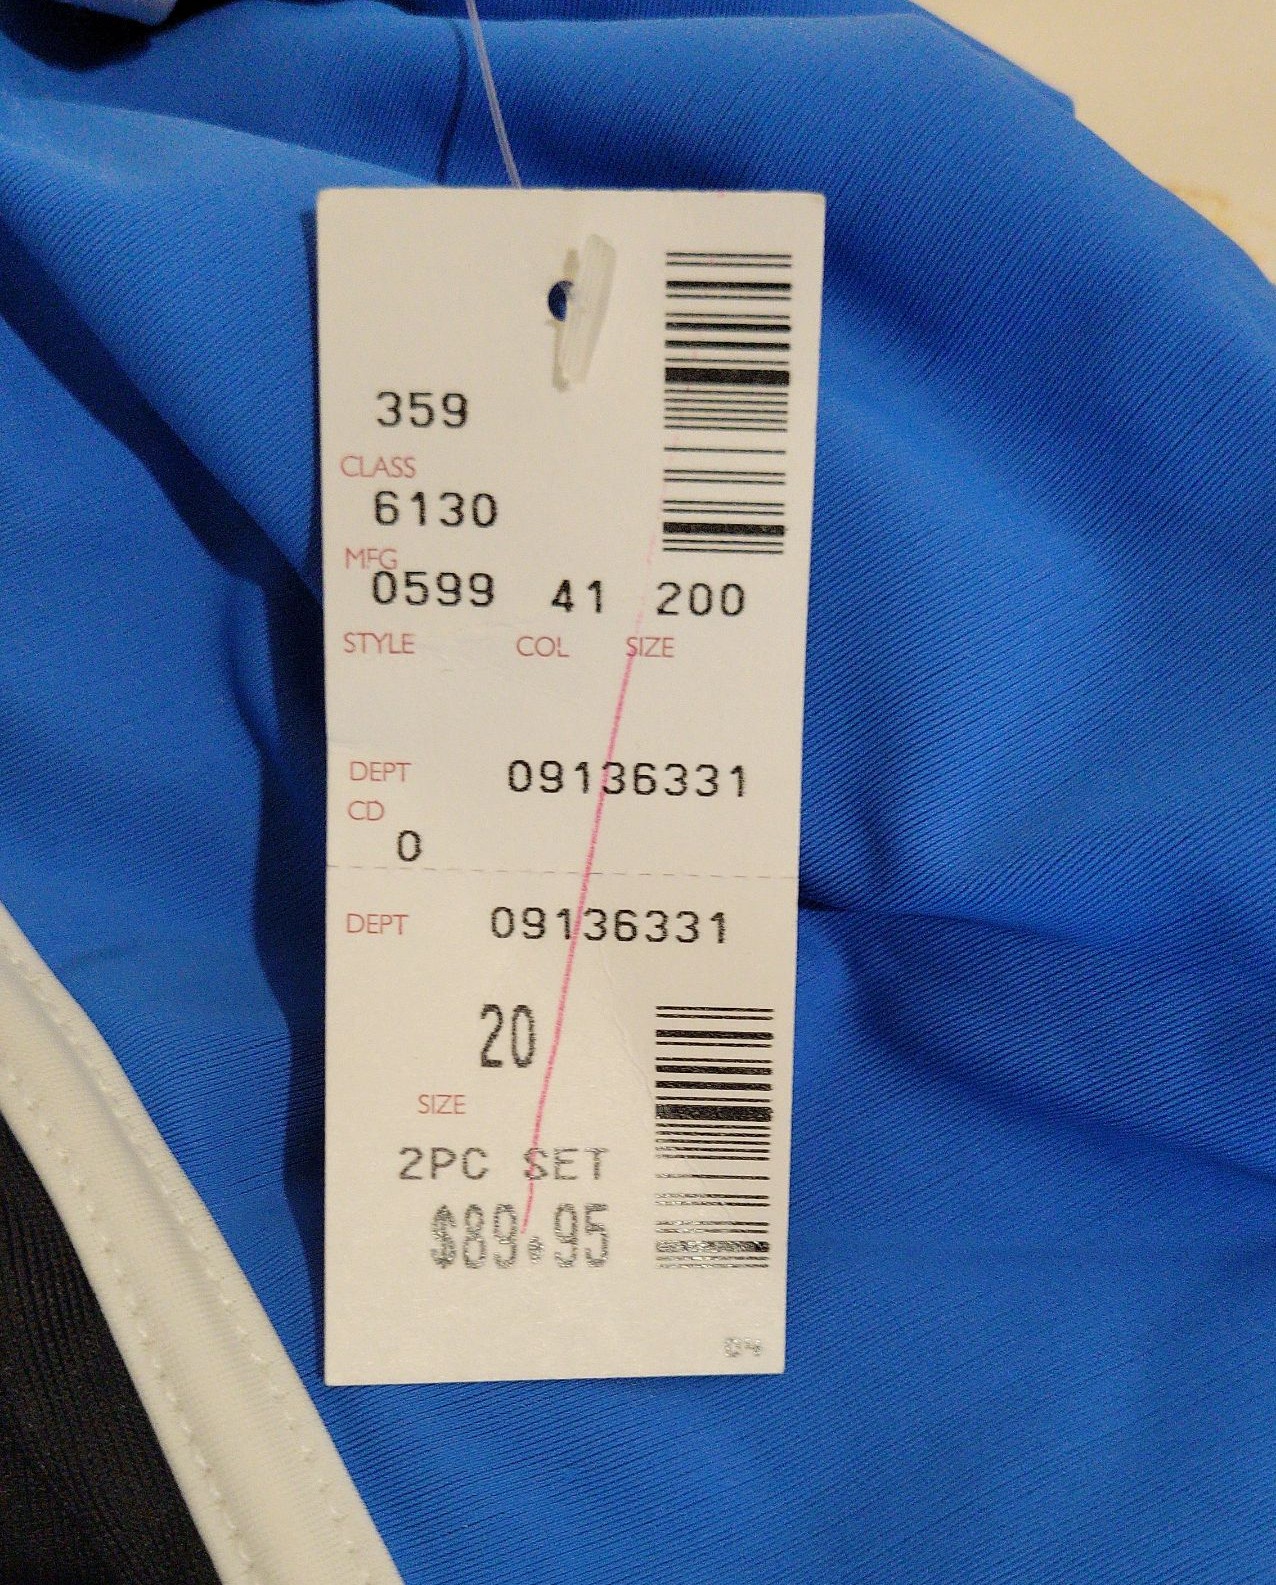 359
CLASS
6130
MFG
0599 41 200
STYLE COL SIZE
DEPT 09136331
CD
0
DEPT 09136331
20
SIZE
2PC SET
$89.95
04